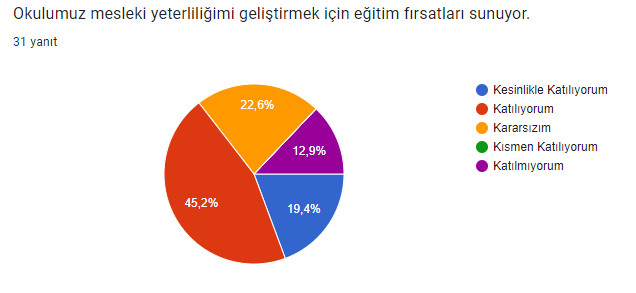 Okulumuz mesleki yeterliliğimi geliştirmek için eğitim fırsatları sunuyor.
31 yanıt
22,6%
12,9%
45,2%
19,4%
Kesinlikle Katılıyorum
Katılıyorum
Kararsızım
Kısmen Katılıyorum
Katılmıyorum